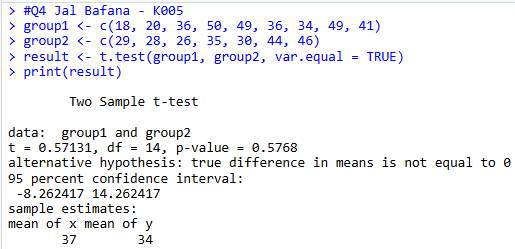 > #Q4 Jal Bafana - K005
> group1 <- c(18, 20, 36, 50, 49, 36, 34, 49, 41)
> group2 <- c(29, 28, 26, 35, 30, 44, 46)
> result <- t.test(group1, group2, var.equal = TRUE)
> print(result)
Two Sample t-test
data:  group1 and group2
t = 0.57131, df = 14, p-value = 0.5768
alternative hypothesis: true difference in means is not equal to 0
95 percent confidence interval:
-8.262417 14.262417
sample estimates:
mean of x mean of y
37 34